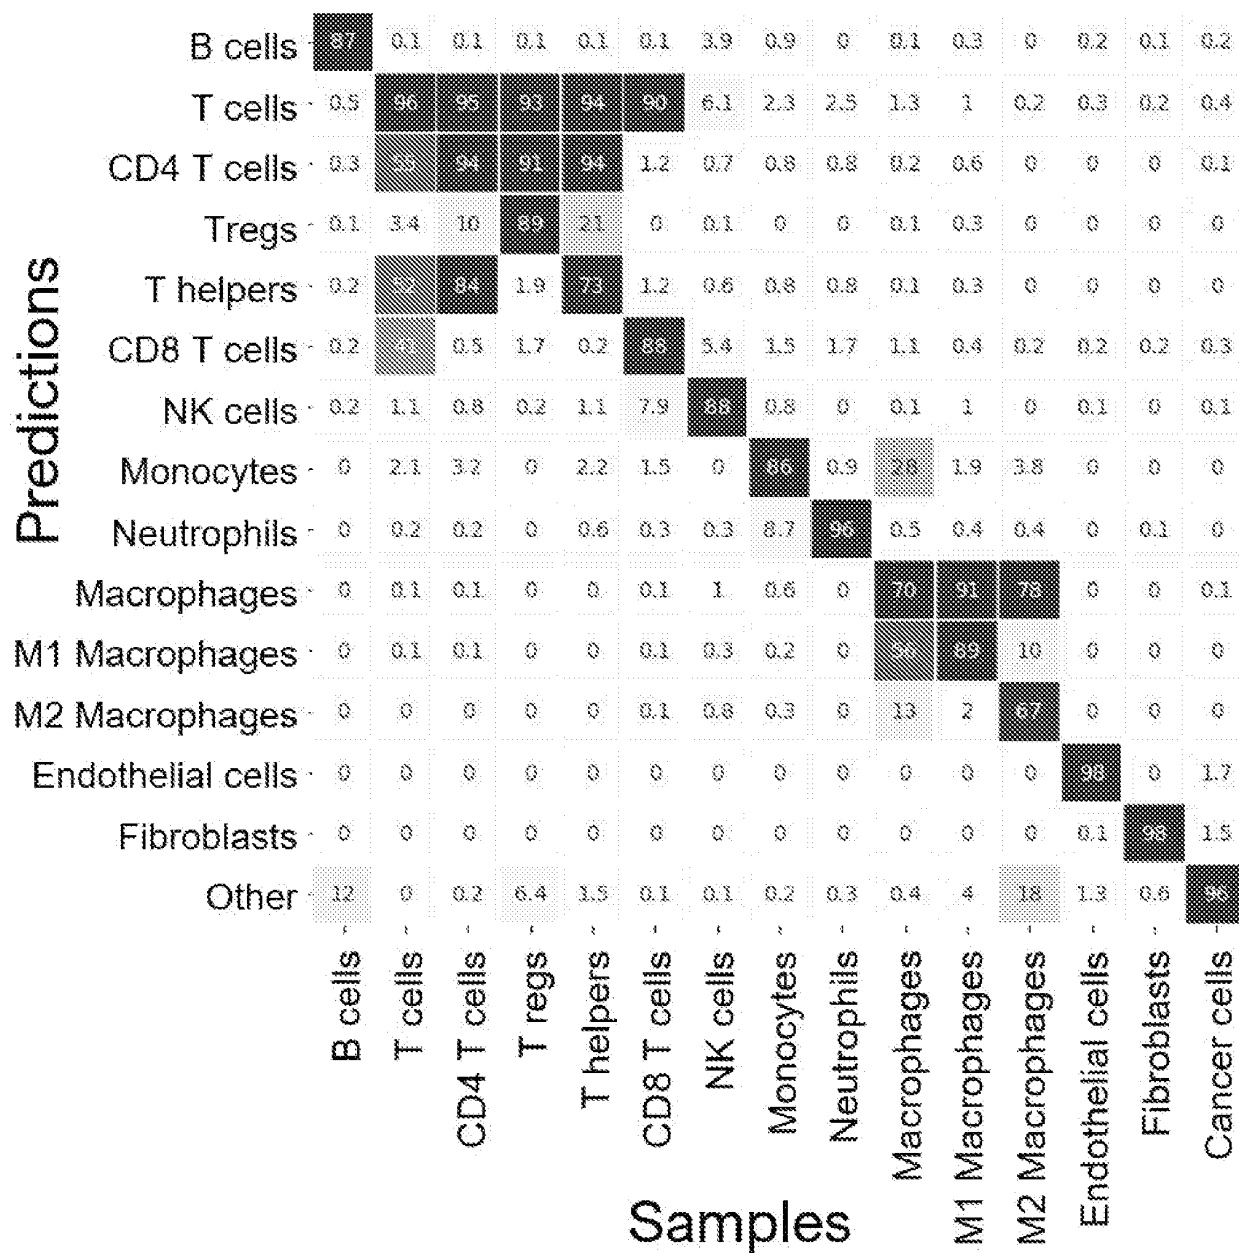 B cells 87 0.1 0.1 0.1 0.1 0.1 3.9 0.9 0 0.1 0.3 0 0.2 0.1 0.2
T cells 0.5 96 95 93 94 90 6.1 2.3 2.5 1.3 1 0.2 0.3 0.2 0.4
CD4 T cells 0.3 94 91 94 1.2 0.7 0.8 0.8 0.2 0.6 0 0 0 0.1
Tregs 0.1 3.4 10 89 21 0 0.1 0 0 0.1 0.3 0 0 0 0
T helpers 0.2 52 84 1.9 73 1.2 0.6 0.8 0.8 0.1 0.3 0 0 0 0
CD8 T cells 0.2 0.5 1.7 0.2 88 5.4 1.5 1.7 1.1 0.4 0.2 0.2 0.2 0.3
NK cells 0.2 1.1 0.8 0.2 1.1 7.9 88 0.8 0 0.1 1 0 0.1 0 0.1
Monocytes 0 2.1 3.2 0 2.2 1.5 0 86 0.9 1.9 3.8 0 0 0
Neutrophils 0 0.2 0.2 0 0.6 0.3 0.3 8.7 96 0.5 0.4 0.4 0 0.1 0
Macrophages 0 0.1 0.1 0 0 0.1 1 0.6 0 70 91 78 0 0 0.1
M1 Macrophages 0 0.1 0.1 0 0 0.1 0.3 0.2 0 89 10 0 0 0
M2 Macrophages 0 0 0 0 0 0.1 0.8 0.3 0 13 2 67 0 0 0
Endothelial cells 0 0 0 0 0 0 0 0 0 0 0 0 98 0 1.7
Fibroblasts 0 0 0 0 0 0 0 0 0 0 0 0 0.1 98 1.5
Other 12 0 0.2 6.4 1.5 0.1 0.1 0.2 0.3 0.4 4 18 1.3 0.6 96
Predictions
B cells
T cells
CD4 T cells
T regs
T helpers
CD8 T cells
NK cells
Monocytes
Neutrophils
Macrophages
M1 Macrophages
M2 Macrophages
Endothelial cells
Fibroblasts
Cancer cells
Samples